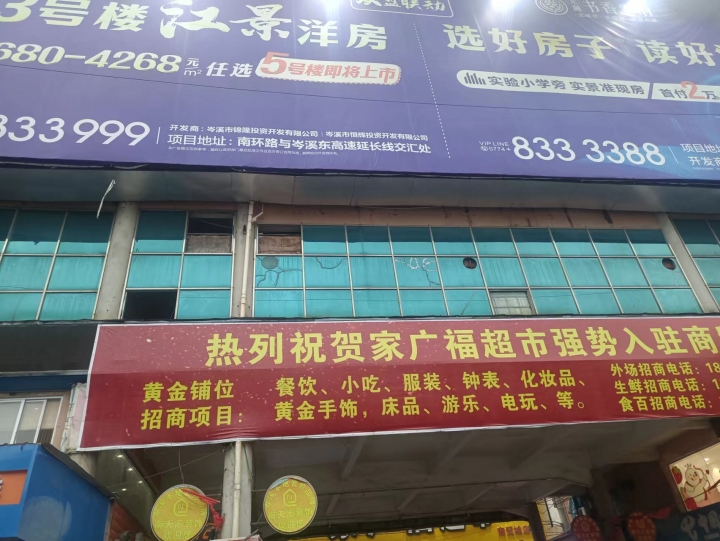 3号楼江景洋房
680-4268元/m² 任选 5号楼即将上市
333 999
开发商：岑溪市锦隆投资开发有限公司｜岑溪市恒辉投资开发有限公司
项目地址：南环路与岑溪东高速延长线交汇处
选好房子 读好
实验小学旁 实景准现房 首付2万
VIP LINE 0774+ 833 3388
项目地
开发商
热列祝贺家广福超市强势入驻商
黄金铺位 招商项目：
餐饮、小吃、服装、钟表、化妆品、
黄金手饰，床品、游乐、电玩、等。
外场招商电话：18
生鲜招商电话：1
食百招商电话：